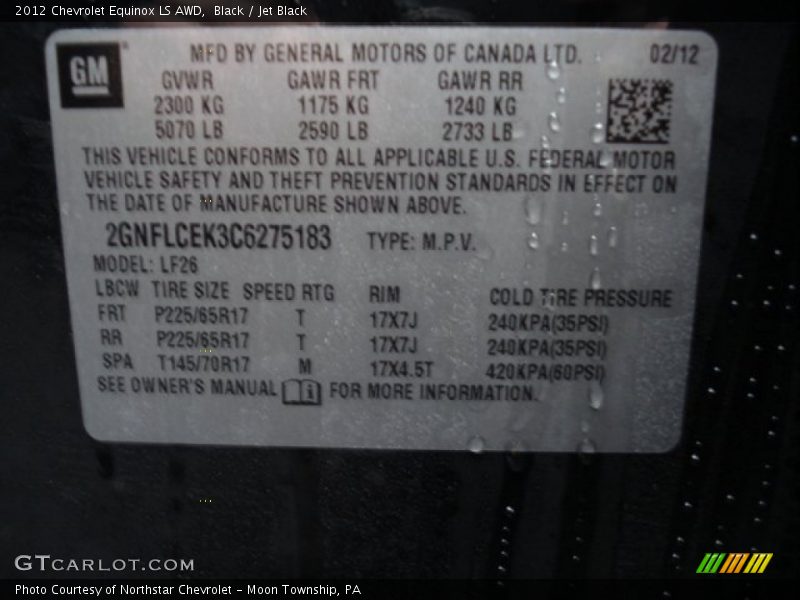 2012 Chevrolet Equinox LS AWD,  Black / Jet Black
GM
MFD BY GENERAL MOTORS OF CANADA LTD. 02/12
GVWR GAWR FRT GAWR RR
2300 KG 1175 KG 1240 KG
5070 LB 2590 LB 2733 LB
THIS VEHICLE CONFORMS TO ALL APPLICABLE U.S. FEDERAL MOTOR
VEHICLE SAFETY AND THEFT PREVENTION STANDARDS IN EFFECT ON
THE DATE OF MANUFACTURE SHOWN ABOVE.
2GNFLCEK3C6275183 TYPE: M.P.V.
MODEL: LF26
LBCW TIRE SIZE SPEED RTG RIM COLD TIRE PRESSURE
FRT P225/65R17 T 17X7J 240KPA(35PSI)
RR P225/65R17 T 17X7J 240KPA(35PSI)
SPA T145/70R17 M 17X4.5T 420KPA(60PSI)
SEE OWNER'S MANUAL i FOR MORE INFORMATION.
GTCARLOT.COM
Photo Courtesy of Northstar Chevrolet - Moon Township, PA